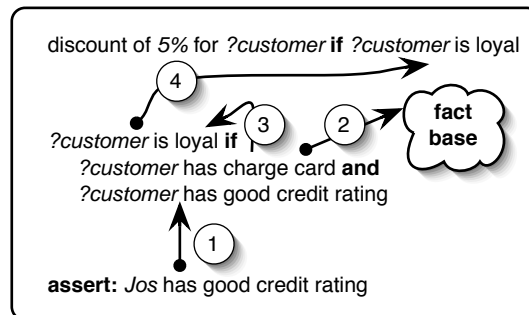 discount of 5% for ?customer if ?customer is loyal
4
?customer is loyal if
3
2
fact
base
?customer has charge card and
?customer has good credit rating
1
assert: Jos has good credit rating